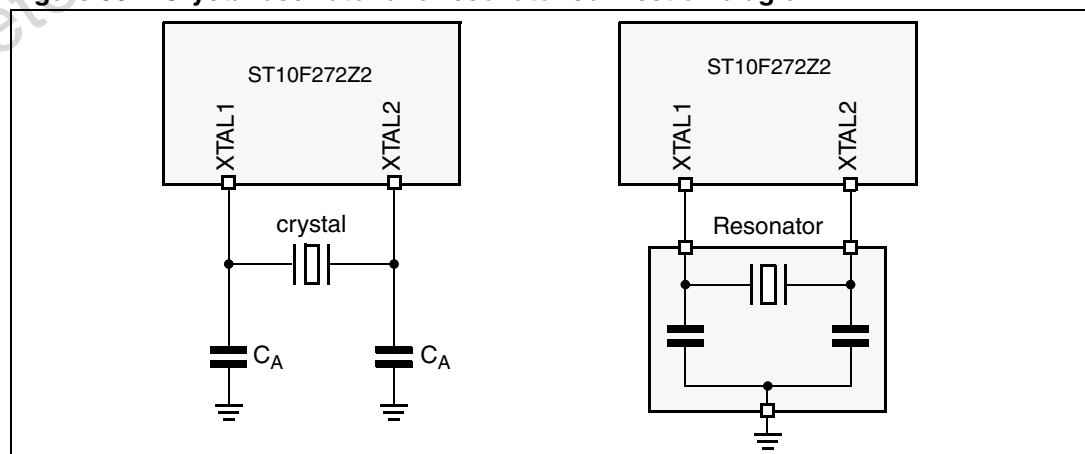 ST10F272Z2
XTAL1
XTAL2
crystal
CA
CA
ST10F272Z2
XTAL1
XTAL2
Resonator